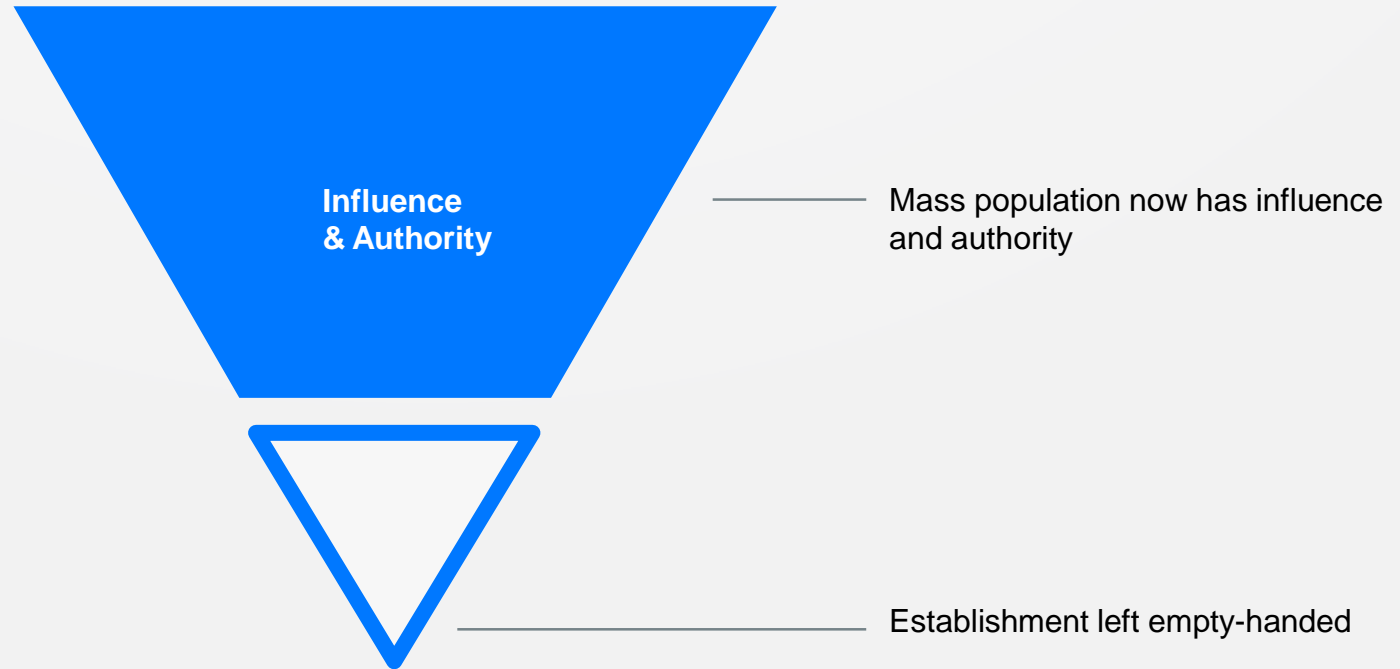 Influence
& Authority
Mass population now has influence
and authority
Establishment left empty-handed